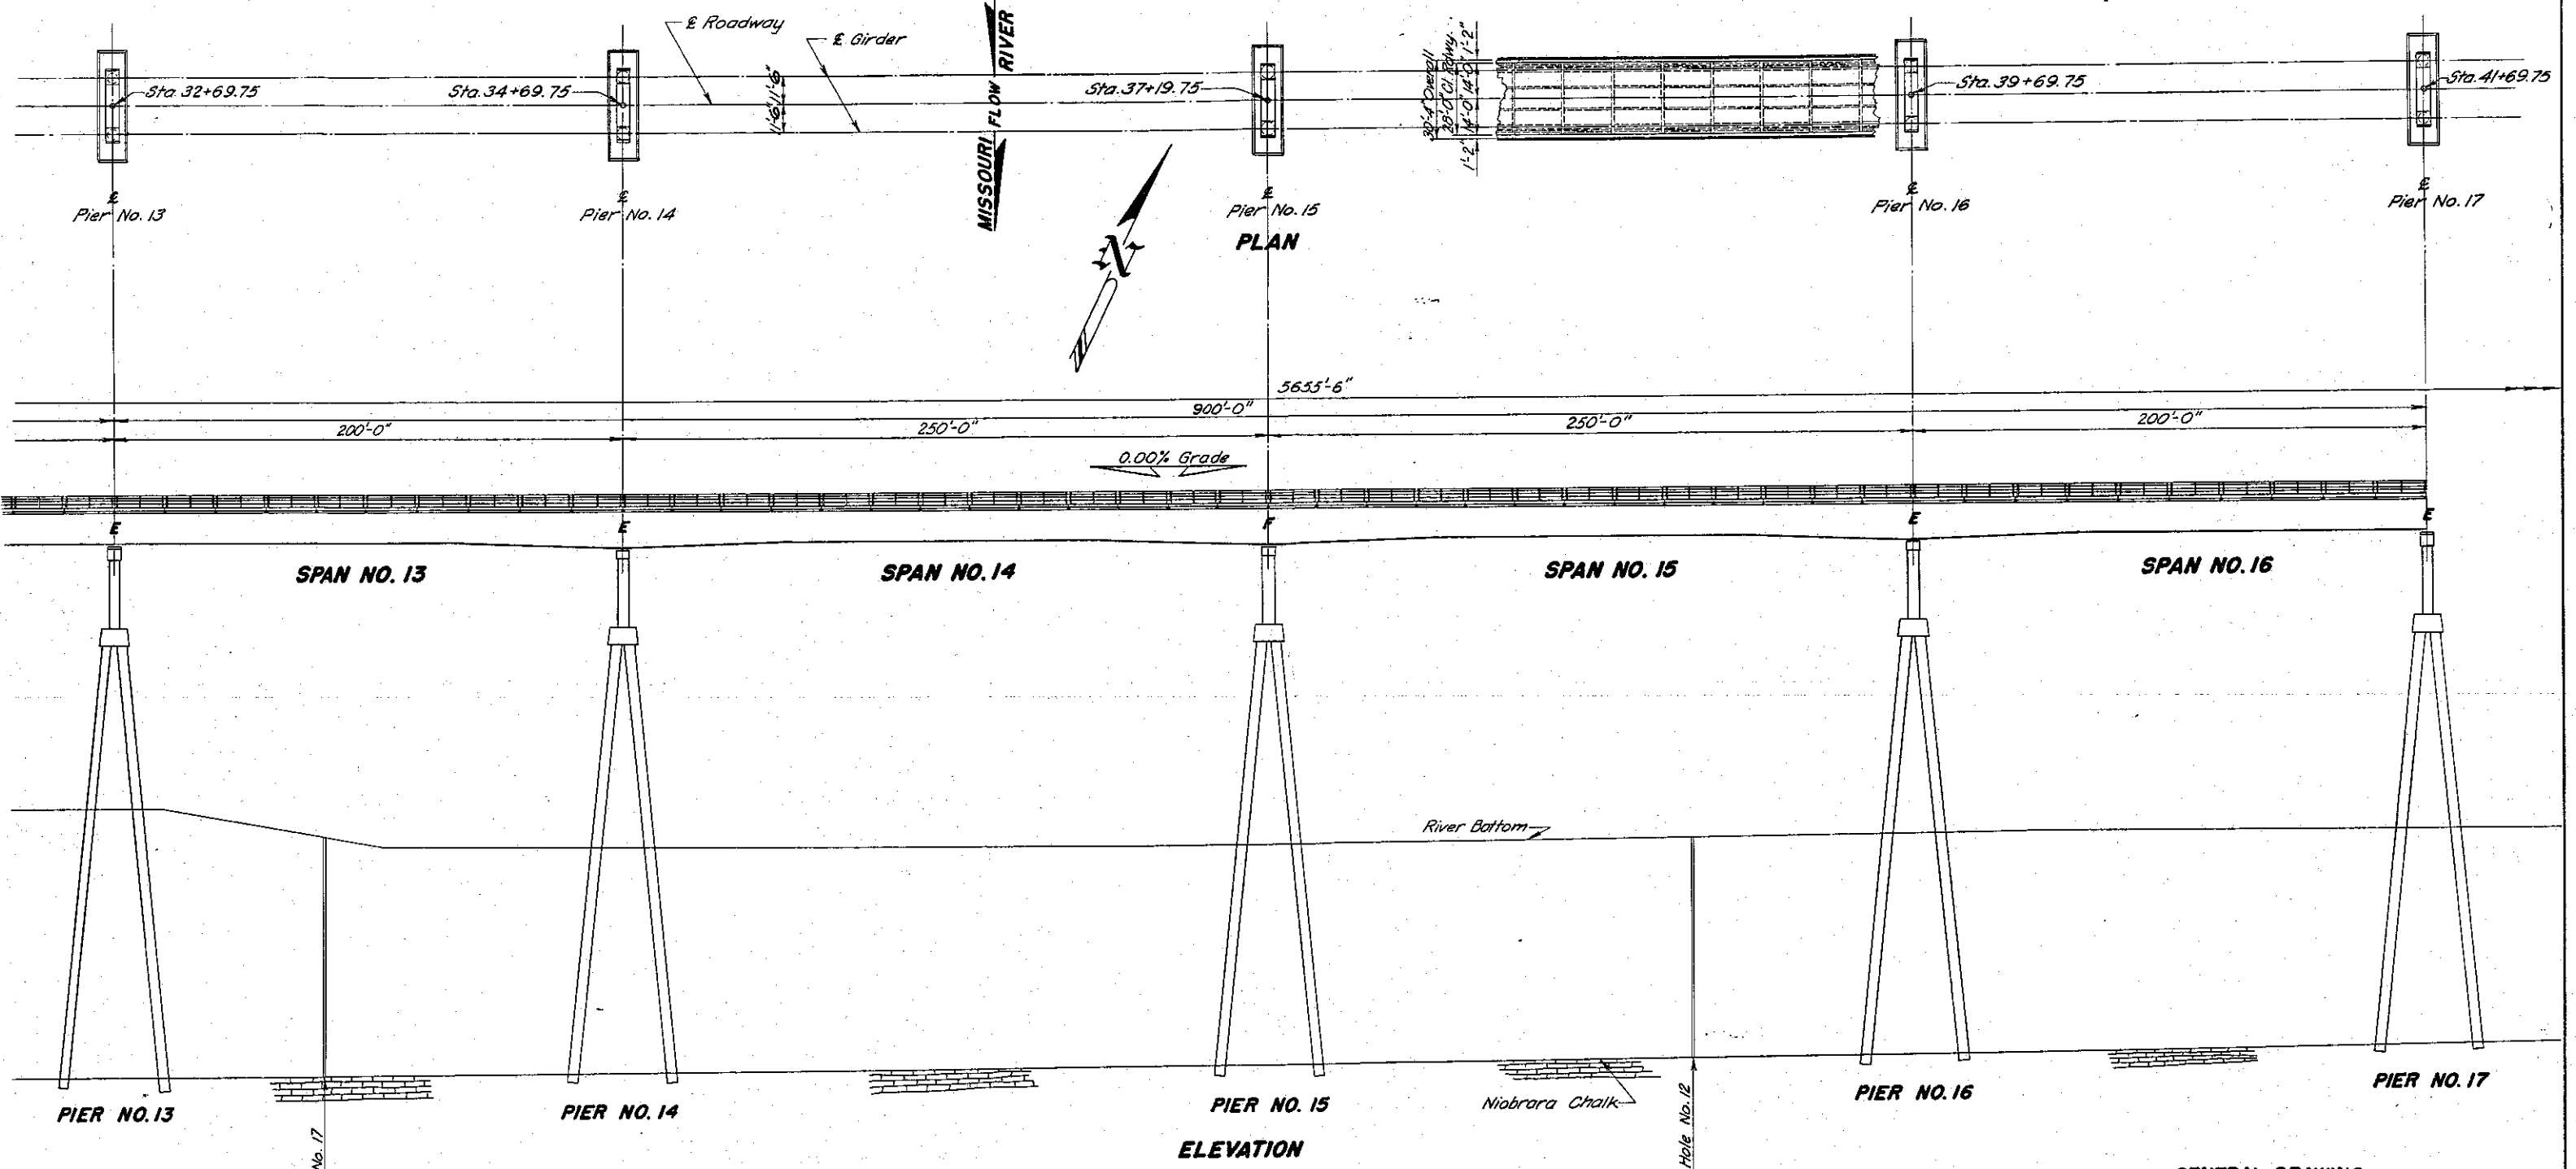 ℄ Roadway
℄ Girder
MISSOURI FLOW RIVER
Sta. 32+69.75
Sta. 34+69.75
11'-6" 11'-6"
Sta. 37+19.75
30'-4" Overall
28'-0" Cl. Rdwy.
1'-2" 14'-0" 14'-0" 1'-2"
Sta. 39+69.75
Sta. 41+69.75
℄
Pier No. 13
℄
Pier No. 14
℄
Pier No. 15
℄
Pier No. 16
℄
Pier No. 17
PLAN
N
5655'-6"
900'-0"
200'-0"
250'-0"
250'-0"
200'-0"
0.00% Grade
E
E
F
E
E
SPAN NO. 13
SPAN NO. 14
SPAN NO. 15
SPAN NO. 16
River Bottom
Niobrara Chalk
PIER NO. 13
PIER NO. 14
PIER NO. 15
PIER NO. 16
PIER NO. 17
No. 17
Hole No. 12
ELEVATION